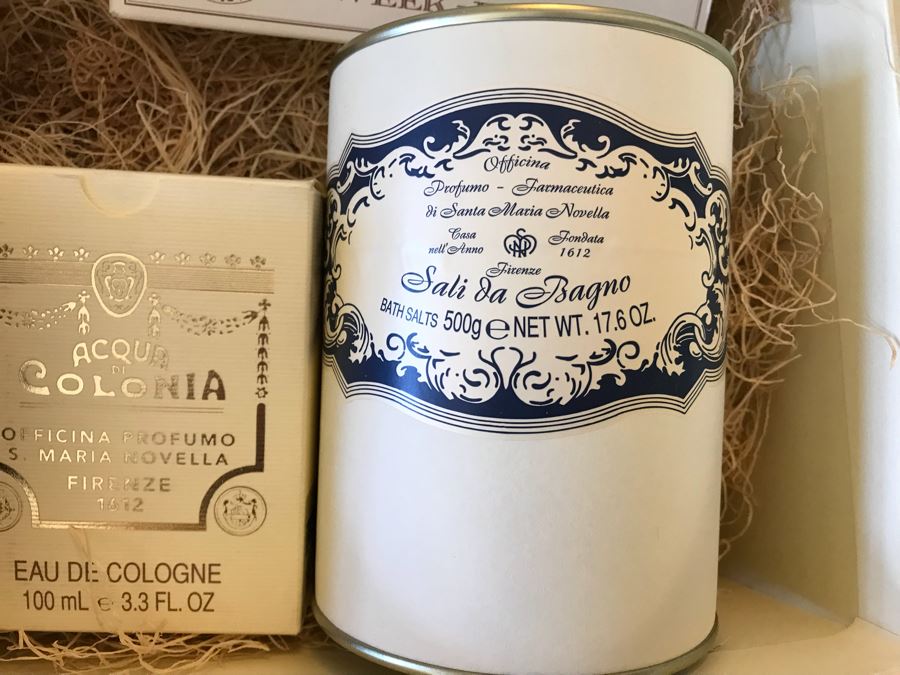 Officina
Profumo - Farmaceutica
di Santa Maria Novella
Casa nell'Anno
Fondata 1612
Firenze
Sali da Bagno
BATH SALTS 500g ℮ NET WT. 17.6 OZ.
ACQUA
DI
COLONIA
OFFICINA PROFUMO
S. MARIA NOVELLA
FIRENZE
1612
EAU DE COLOGNE
100 mL ℮ 3.3 FL. OZ